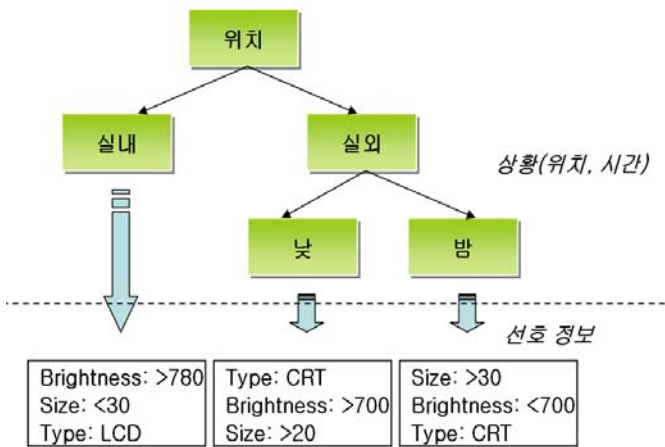 위치
실내
실외
상황(위치, 시간)
낮
밤
선호 정보
Brightness: >780
Size: <30
Type: LCD
Type: CRT
Brightness: >700
Size: >20
Size: >30
Brightness: <700
Type: CRT